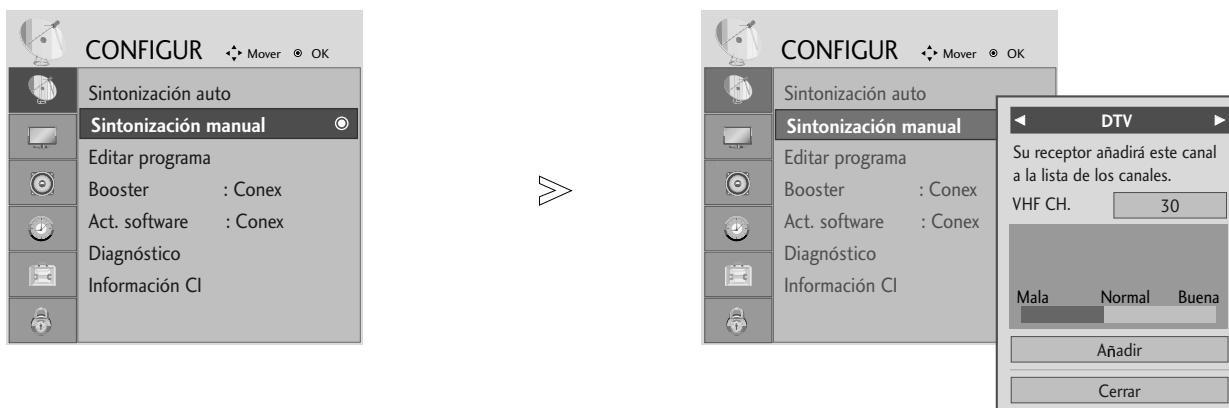 CONFIGUR Mover OK
Sintonización auto
Sintonización manual
Editar programa
Booster : Conex
Act. software : Conex
Diagnóstico
Información CI
CONFIGUR Mover OK
Sintonización auto
Sintonización manual
Editar programa
Booster : Conex
Act. software : Conex
Diagnóstico
Información CI
DTV
Su receptor añadirá este canal
a la lista de los canales.
VHF CH. 30
Mala Normal Buena
Añadir
Cerrar